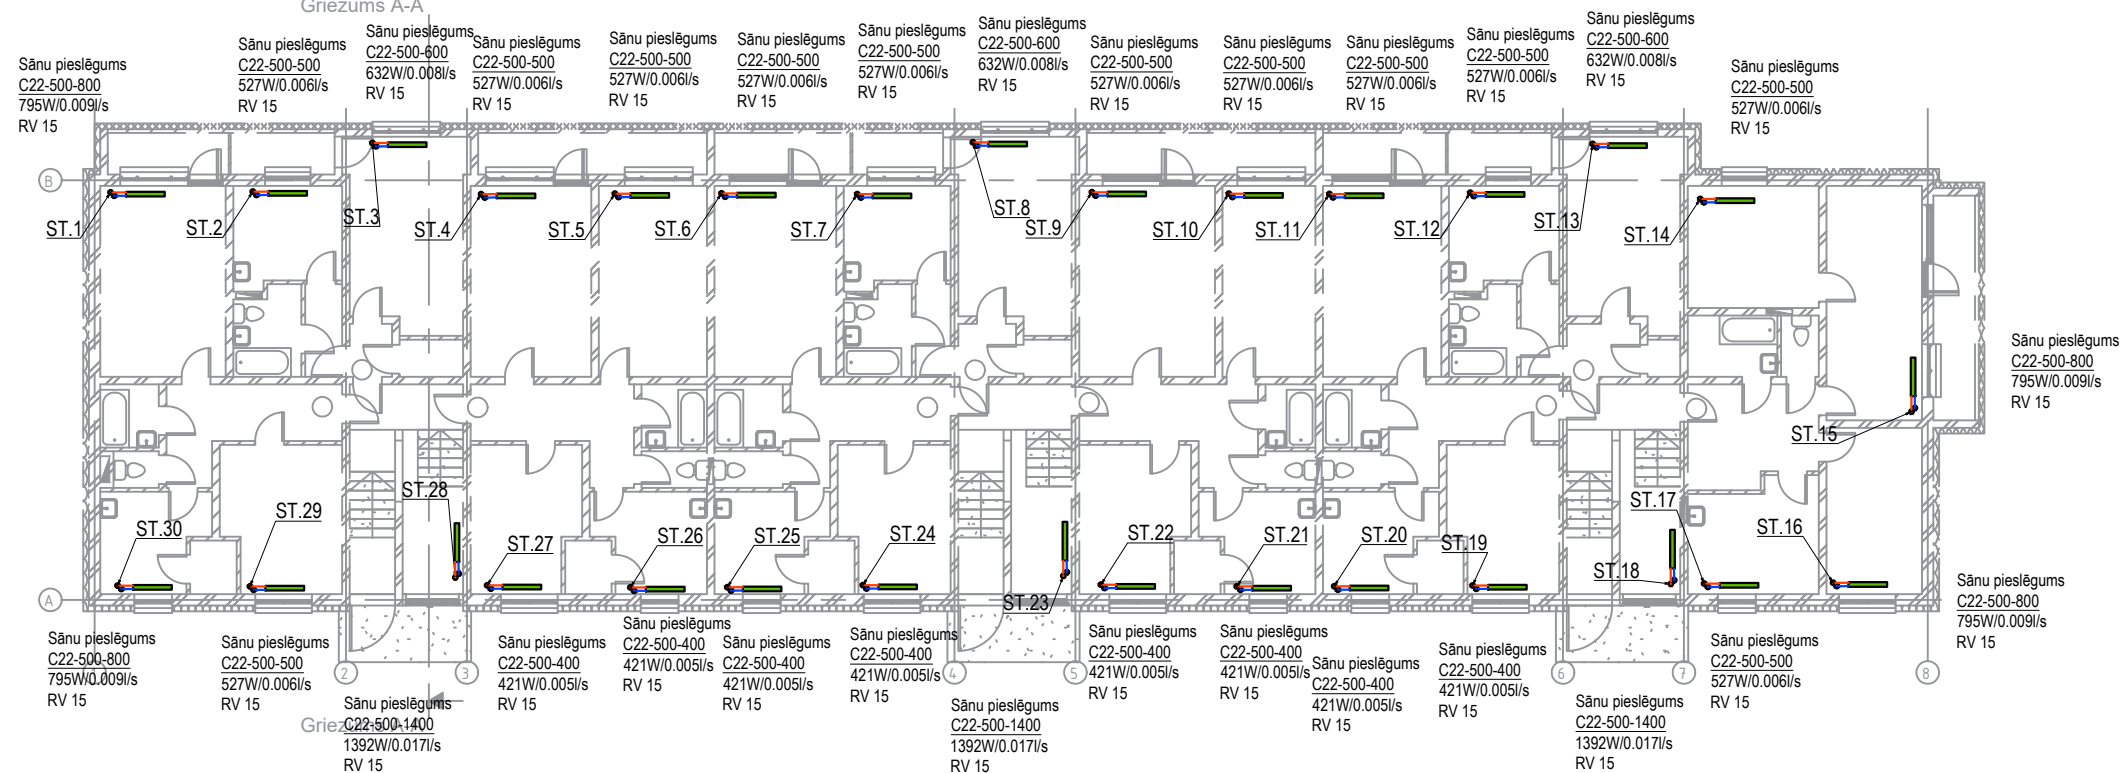 Griezums A-A
Sānu pieslēgums
C22-500-800
795W/0.009l/s
RV 15
Sānu pieslēgums
C22-500-500
527W/0.006l/s
RV 15
Sānu pieslēgums
C22-500-600
632W/0.008l/s
RV 15
Sānu pieslēgums
C22-500-500
527W/0.006l/s
RV 15
Sānu pieslēgums
C22-500-500
527W/0.006l/s
RV 15
Sānu pieslēgums
C22-500-500
527W/0.006l/s
RV 15
Sānu pieslēgums
C22-500-500
527W/0.006l/s
RV 15
Sānu pieslēgums
C22-500-600
632W/0.008l/s
RV 15
Sānu pieslēgums
C22-500-500
527W/0.006l/s
RV 15
Sānu pieslēgums
C22-500-500
527W/0.006l/s
RV 15
Sānu pieslēgums
C22-500-500
527W/0.006l/s
RV 15
Sānu pieslēgums
C22-500-500
527W/0.006l/s
RV 15
Sānu pieslēgums
C22-500-600
632W/0.008l/s
RV 15
Sānu pieslēgums
C22-500-500
527W/0.006l/s
RV 15
B
ST.1
ST.2
ST.3
ST.4
ST.5
ST.6
ST.7
ST.8
ST.9
ST.10
ST.11
ST.12
ST.13
ST.14
Sānu pieslēgums
C22-500-800
795W/0.009l/s
RV 15
ST.15
ST.30
ST.29
ST.28
ST.27
ST.26
ST.25
ST.24
ST.23
ST.22
ST.21
ST.20
ST.19
ST.18
ST.17
ST.16
A
Sānu pieslēgums
C22-500-800
795W/0.009l/s
RV 15
Sānu pieslēgums
C22-500-800
795W/0.009l/s
RV 15
Sānu pieslēgums
C22-500-500
527W/0.006l/s
RV 15
2
3
Sānu pieslēgums
C22-500-1400
1392W/0.017l/s
RV 15
Griezums A-A
Sānu pieslēgums
C22-500-400
421W/0.005l/s
RV 15
Sānu pieslēgums
C22-500-400
421W/0.005l/s
RV 15
Sānu pieslēgums
C22-500-400
421W/0.005l/s
RV 15
Sānu pieslēgums
C22-500-400
421W/0.005l/s
RV 15
4
5
Sānu pieslēgums
C22-500-1400
1392W/0.017l/s
RV 15
Sānu pieslēgums
C22-500-400
421W/0.005l/s
RV 15
Sānu pieslēgums
C22-500-400
421W/0.005l/s
RV 15
Sānu pieslēgums
C22-500-400
421W/0.005l/s
RV 15
Sānu pieslēgums
C22-500-400
421W/0.005l/s
RV 15
6
7
Sānu pieslēgums
C22-500-1400
1392W/0.017l/s
RV 15
Sānu pieslēgums
C22-500-500
527W/0.006l/s
RV 15
8